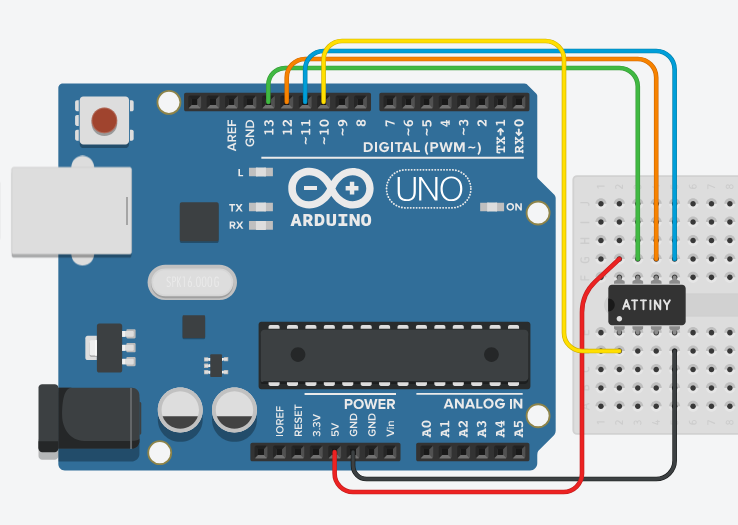 AREF
GND
13
12
~11
~10
~9
8
7
~6
~5
4
~3
2
TX→1
RX←0
DIGITAL (PWM~)
L
TX
RX
UNO
ARDUINO
ON
SPK16.000G
ATTINY
POWER
ANALOG IN
IOREF
RESET
3.3V
5V
GND
GND
Vin
A0
A1
A2
A3
A4
A5